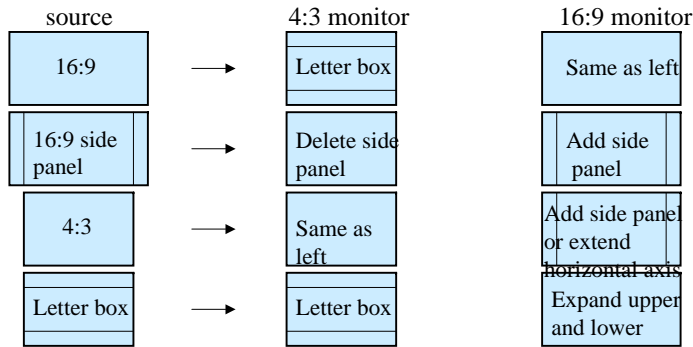 source
4:3 monitor
16:9 monitor
16:9
Letter box
Same as left
16:9 side
panel
Delete side
panel
Add side
panel
4:3
Same as
left
Add side panel
or extend
horizontal axis
Letter box
Letter box
Expand upper
and lower